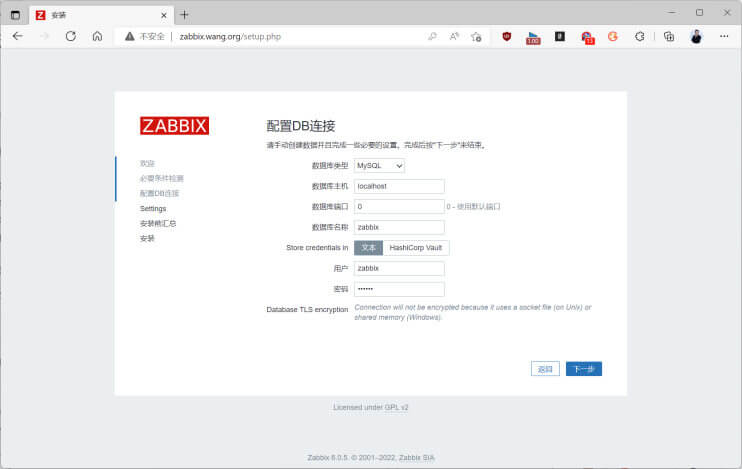 安装
不安全 | zabbix.wang.org/setup.php
1.00
13
ZABBIX
欢迎
必要条件检测
配置DB连接
Settings
安装前汇总
安装
配置DB连接
请手动创建数据并且完成一些必要的设置。完成后按"下一步"来结束。
数据库类型 MySQL
数据库主机 localhost
数据库端口 0 0 - 使用默认端口
数据库名称 zabbix
Store credentials in 文本 HashiCorp Vault
用户 zabbix
密码 ••••••
Database TLS encryption Connection will not be encrypted because it uses a socket file (on Unix) or
shared memory (Windows).
返回 下一步
Licensed under GPL v2
Zabbix 6.0.5. © 2001–2022, Zabbix SIA